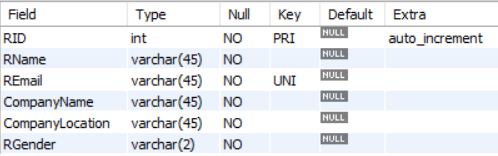 Field Type Null Key Default Extra
RID int NO PRI NULL auto_increment
RName varchar(45) NO NULL
REmail varchar(45) NO UNI NULL
CompanyName varchar(45) NO NULL
CompanyLocation varchar(45) NO NULL
RGender varchar(2) NO NULL